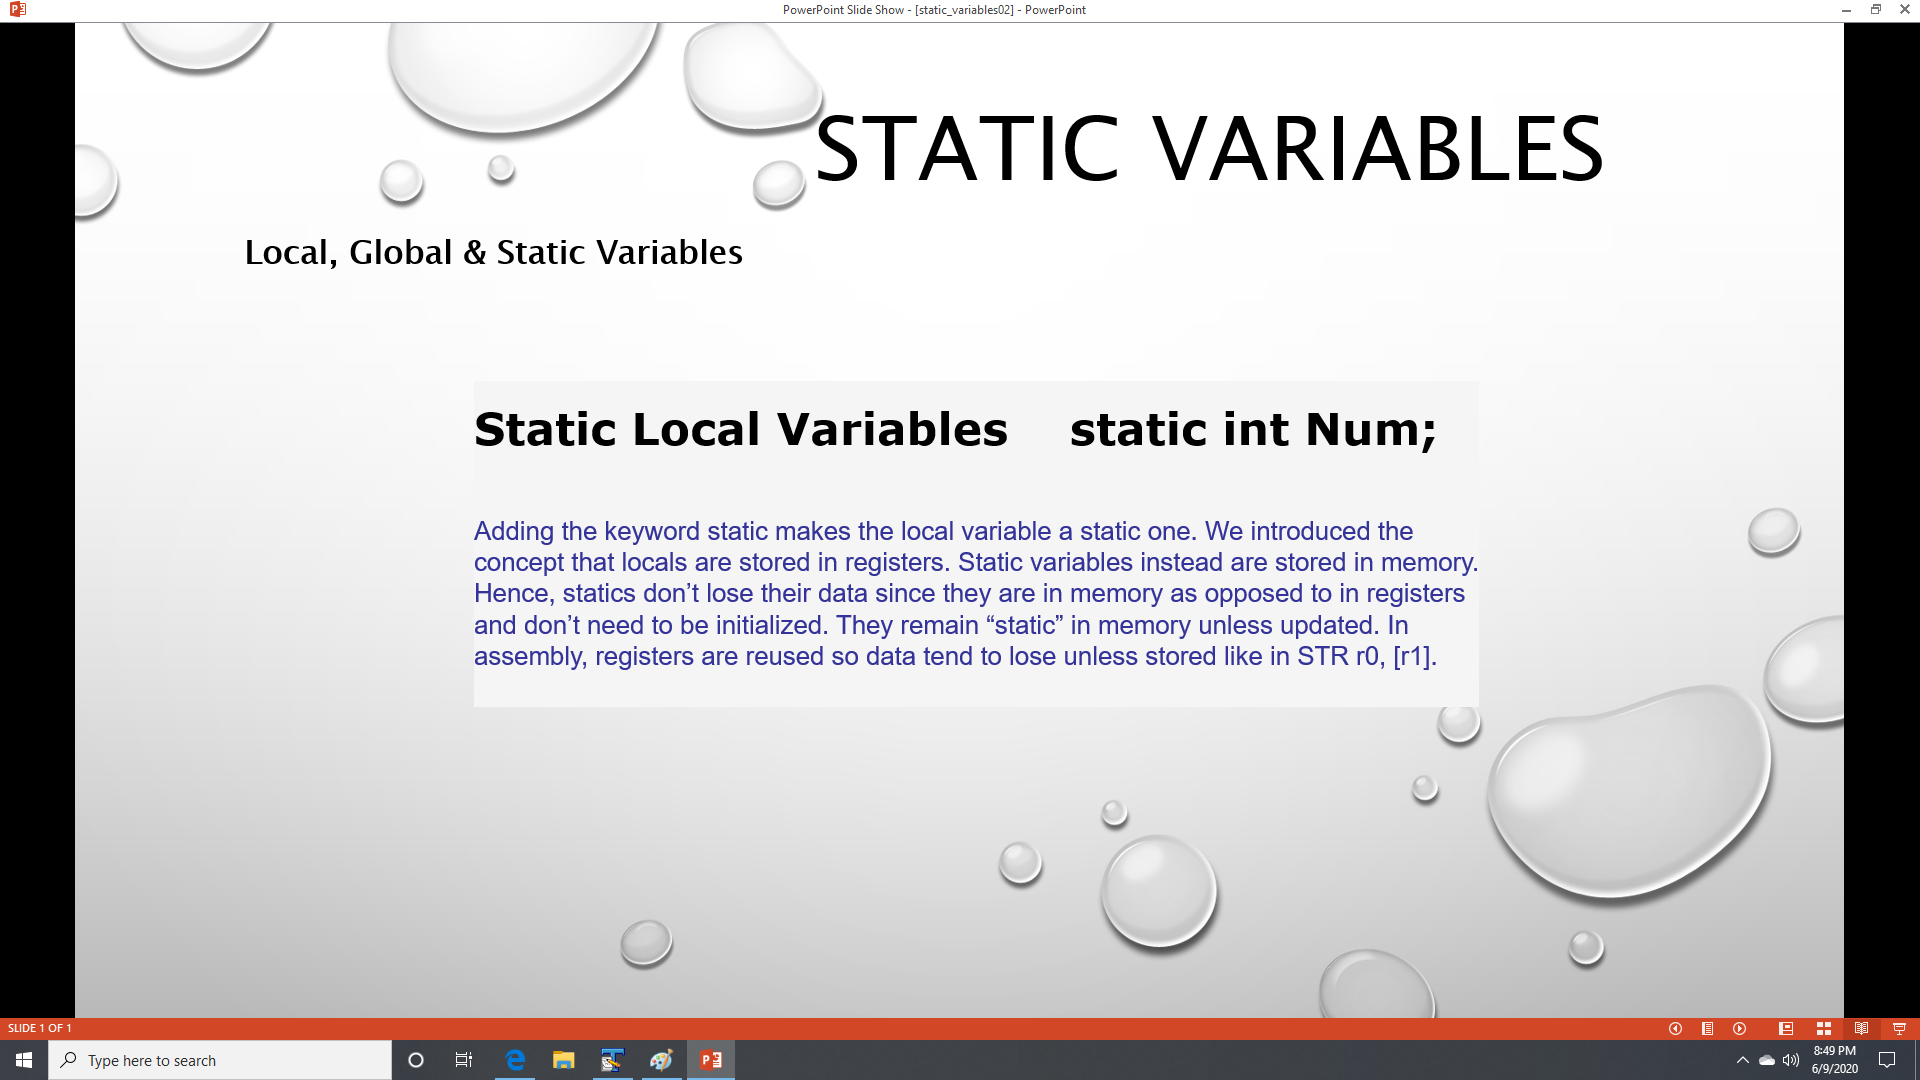 PowerPoint Slide Show - [static_variables02] - PowerPoint
STATIC VARIABLES
Local, Global & Static Variables
Static Local Variables    static int Num;
Adding the keyword static makes the local variable a static one. We introduced the
concept that locals are stored in registers. Static variables instead are stored in memory.
Hence, statics don’t lose their data since they are in memory as opposed to in registers
and don’t need to be initialized. They remain “static” in memory unless updated. In
assembly, registers are reused so data tend to lose unless stored like in STR r0, [r1].
SLIDE 1 OF 1
Type here to search
8:49 PM
6/9/2020